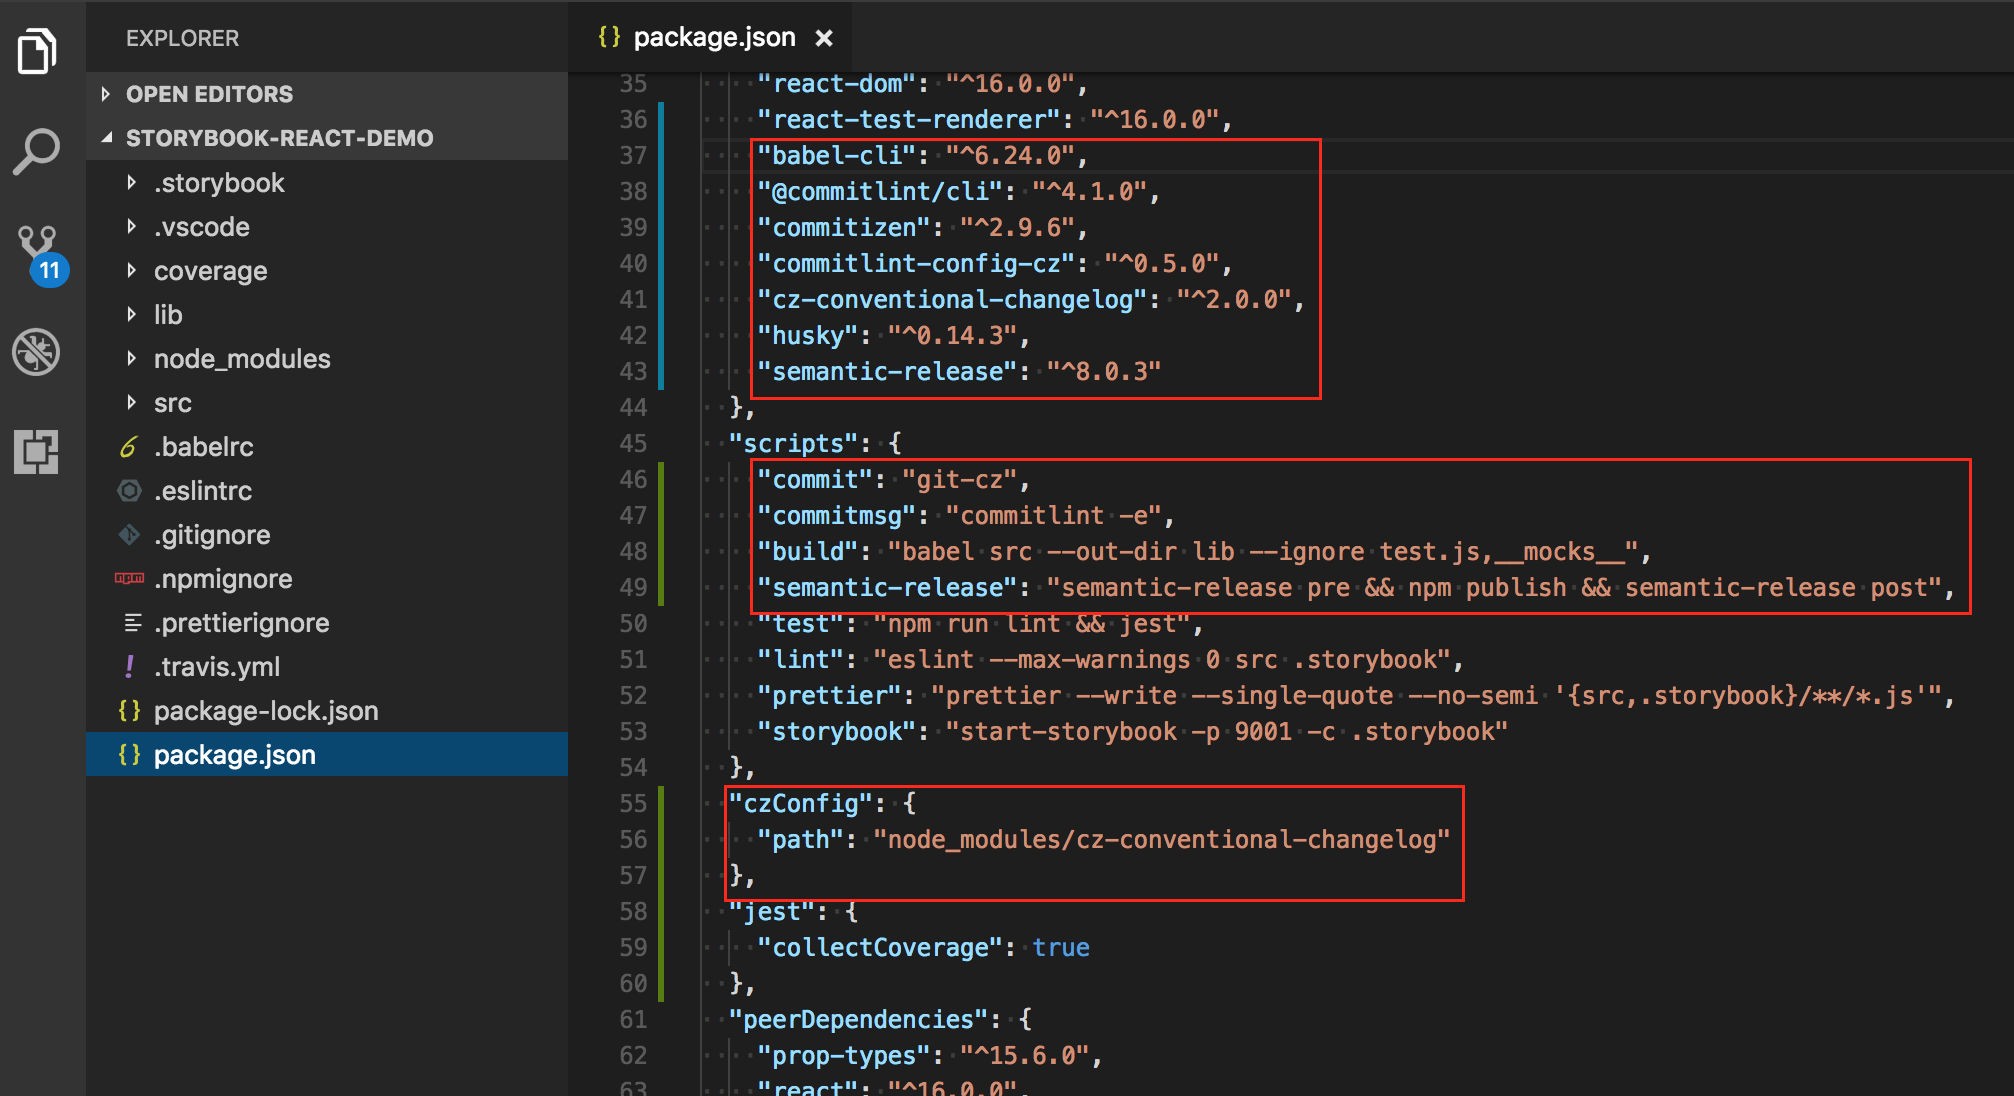 EXPLORER
OPEN EDITORS
STORYBOOK-REACT-DEMO
.storybook
.vscode
coverage
lib
node_modules
src
.babelrc
.eslintrc
.gitignore
npm .npmignore
.prettierignore
! .travis.yml
{} package-lock.json
{} package.json
11
{} package.json ×
35 "react-dom": "^16.0.0",
36 "react-test-renderer": "^16.0.0",
37 "babel-cli": "^6.24.0",
38 "@commitlint/cli": "^4.1.0",
39 "commitizen": "^2.9.6",
40 "commitlint-config-cz": "^0.5.0",
41 "cz-conventional-changelog": "^2.0.0",
42 "husky": "^0.14.3",
43 "semantic-release": "^8.0.3"
44 },
45 "scripts": {
46 "commit": "git-cz",
47 "commitmsg": "commitlint -e",
48 "build": "babel src --out-dir lib --ignore test.js,__mocks__",
49 "semantic-release": "semantic-release pre && npm publish && semantic-release post",
50 "test": "npm run lint && jest",
51 "lint": "eslint --max-warnings 0 src .storybook",
52 "prettier": "prettier --write --single-quote --no-semi '{src,.storybook}/**/*.js'",
53 "storybook": "start-storybook -p 9001 -c .storybook"
54 },
55 "czConfig": {
56 "path": "node_modules/cz-conventional-changelog"
57 },
58 "jest": {
59 "collectCoverage": true
60 },
61 "peerDependencies": {
62 "prop-types": "^15.6.0",
63 "react": "^16.0.0",